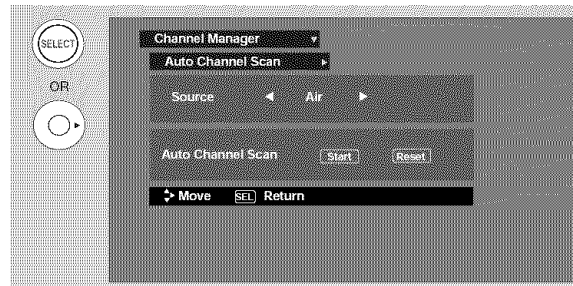 SELECT
OR
Channel Manager
Auto Channel Scan
Source Air
Auto Channel Scan Start Reset
Move SEL Return